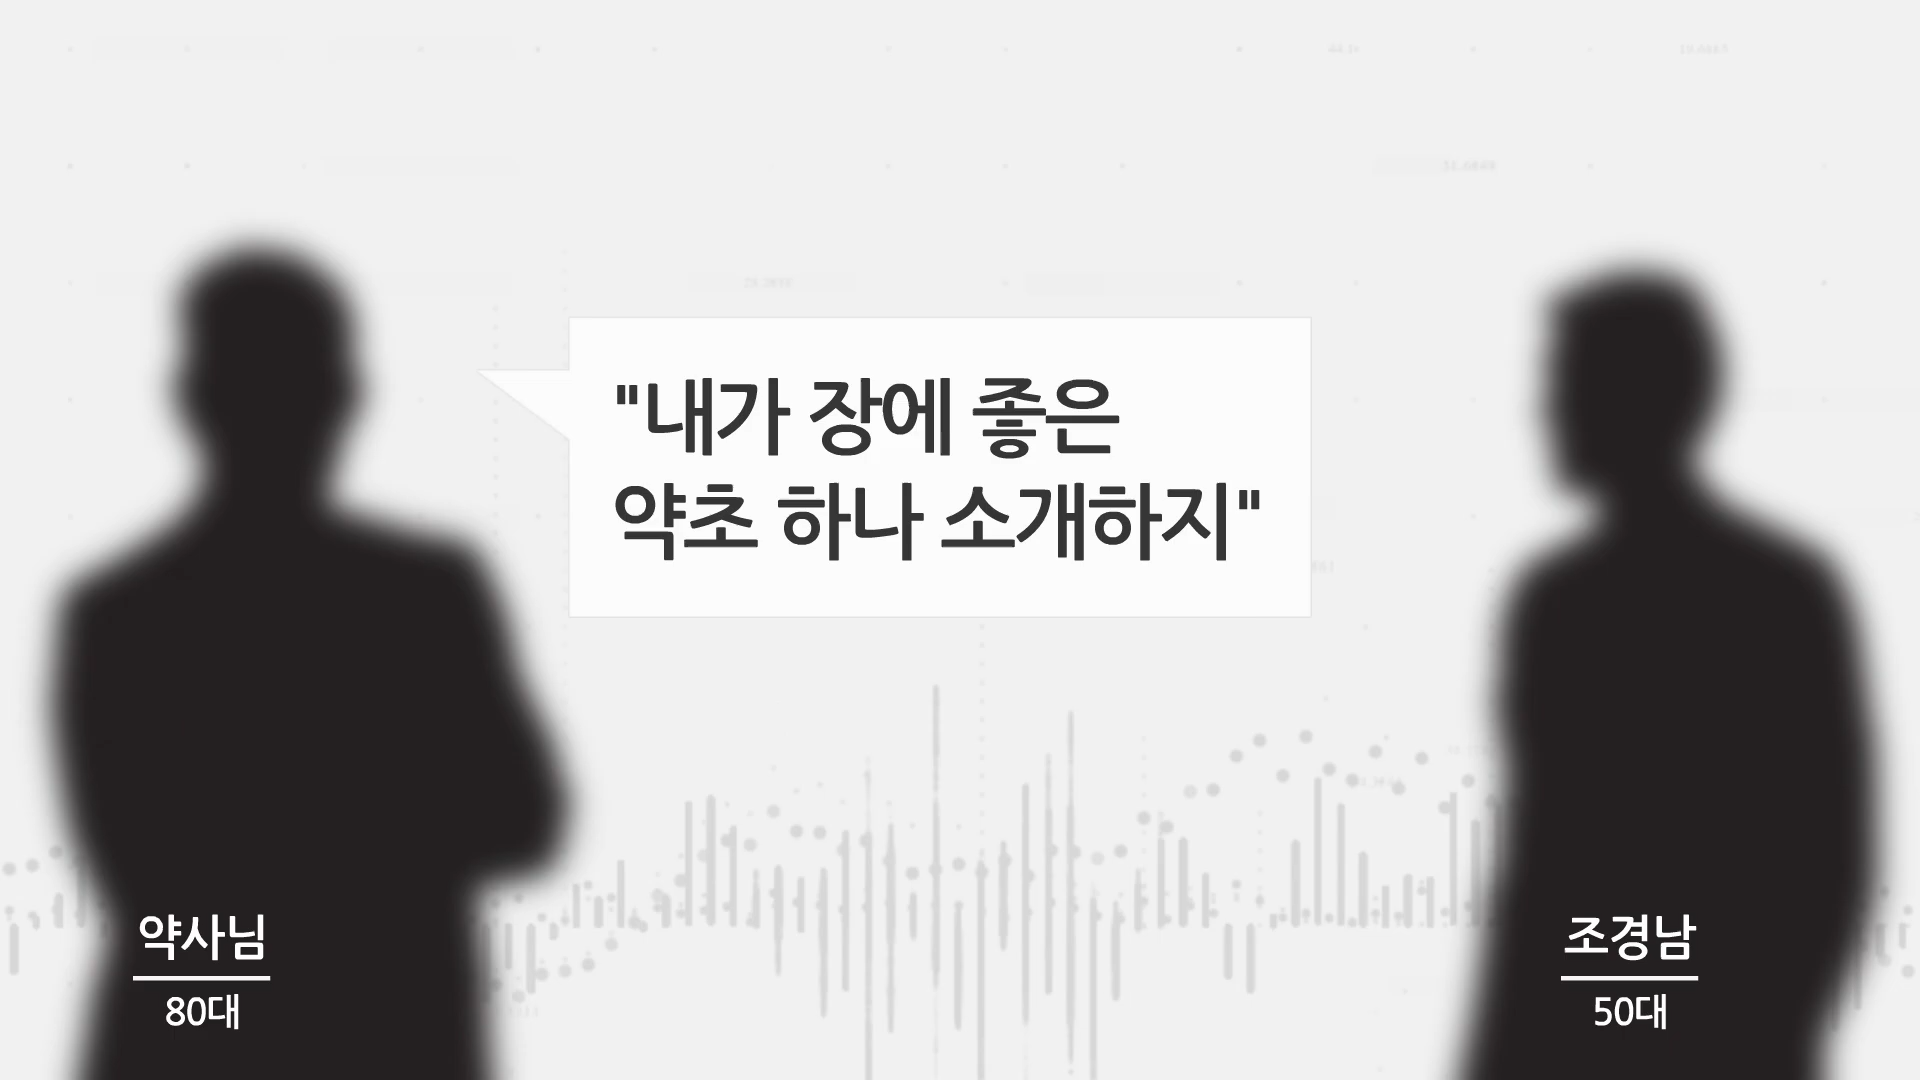 "내가 장에 좋은
약초 하나 소개하지"
약사님
80대
조경남
50대